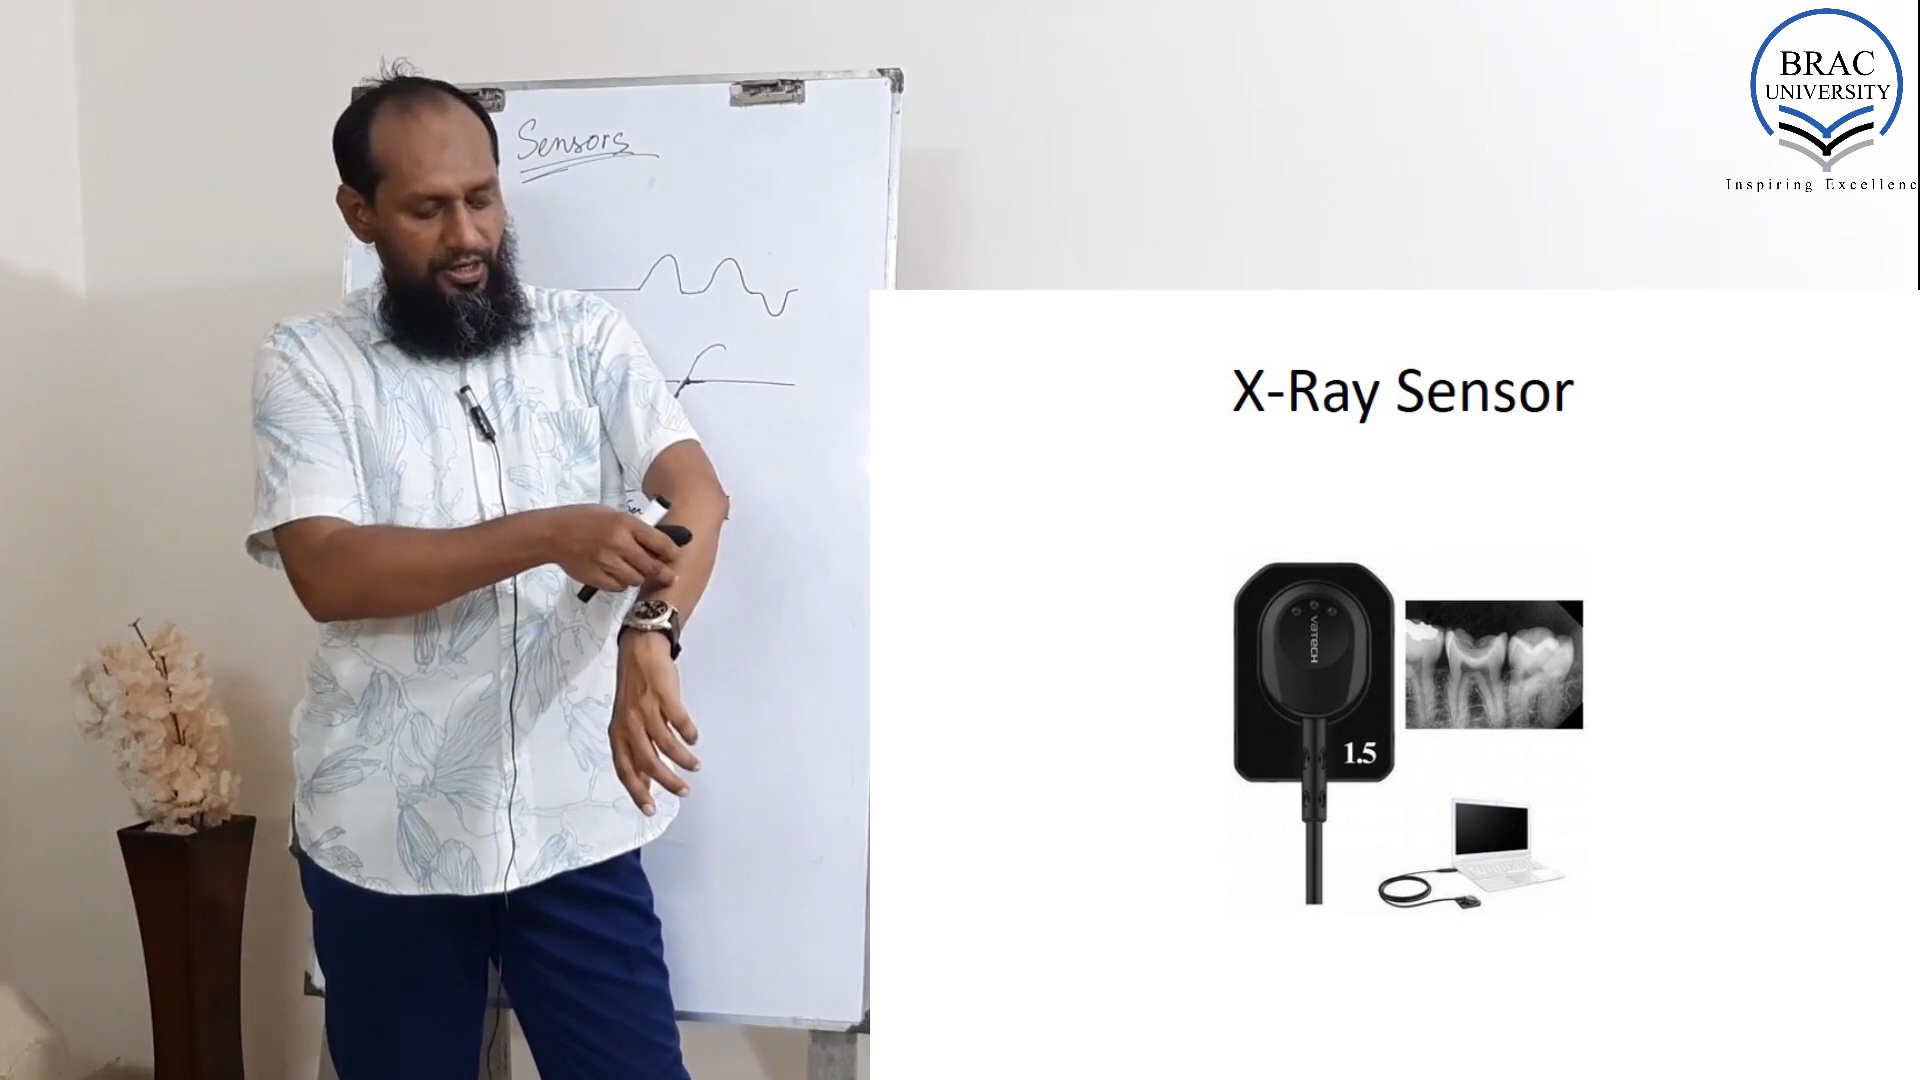 BRAC
UNIVERSITY
Inspiring Excellenc
Sensors
X-Ray Sensor
vatech
1.5